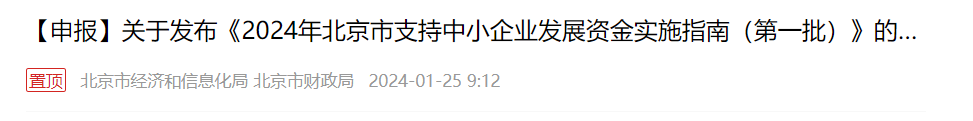 【申报】关于发布《2024年北京市支持中小企业发展资金实施指南（第一批）》的...
置顶 北京市经济和信息化局 北京市财政局 2024-01-25 9:12